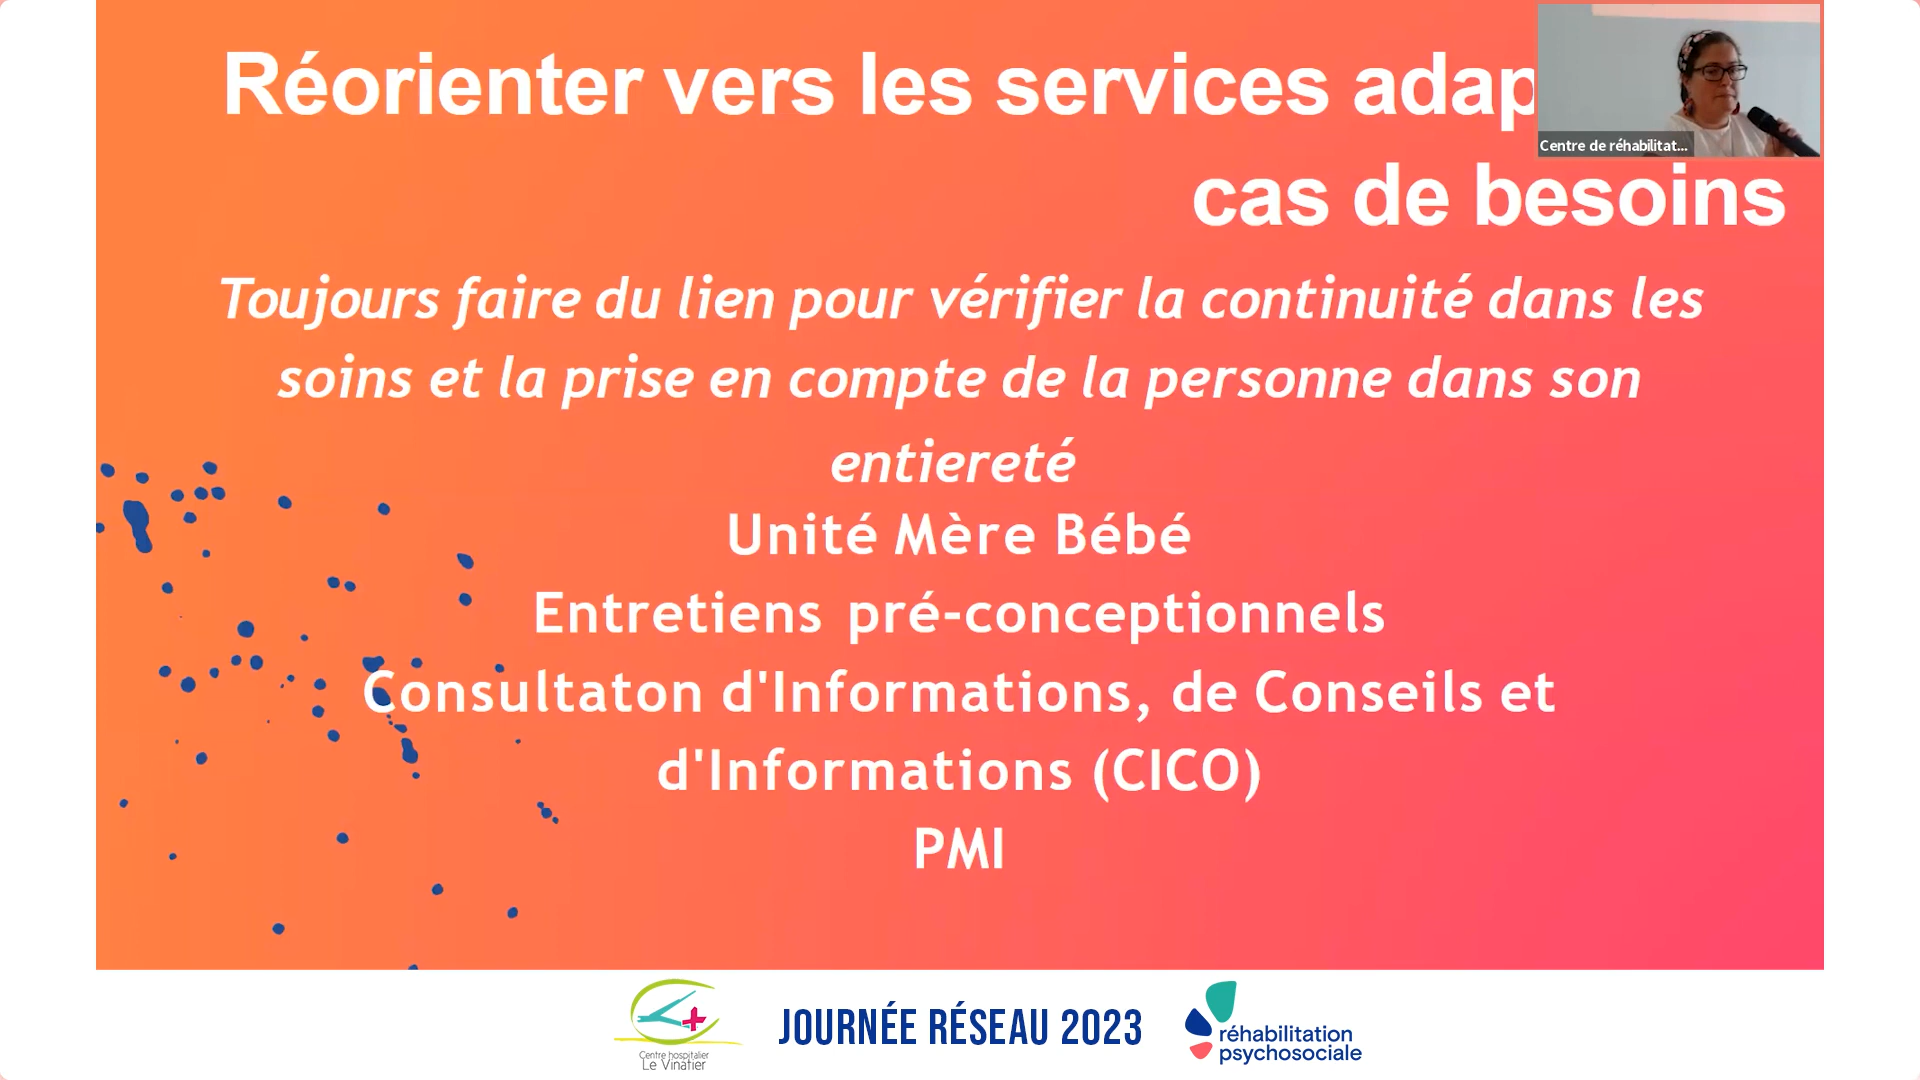 Réorienter vers les services adap
cas de besoins
Centre de réhabilitat...
Toujours faire du lien pour vérifier la continuité dans les
soins et la prise en compte de la personne dans son
entiereté
Unité Mère Bébé
Entretiens pré-conceptionnels
Consultaton d'Informations, de Conseils et
d'Informations (CICO)
PMI
Centre hospitalier
Le Vinatier
JOURNÉE RÉSEAU 2023
réhabilitation
psychosociale